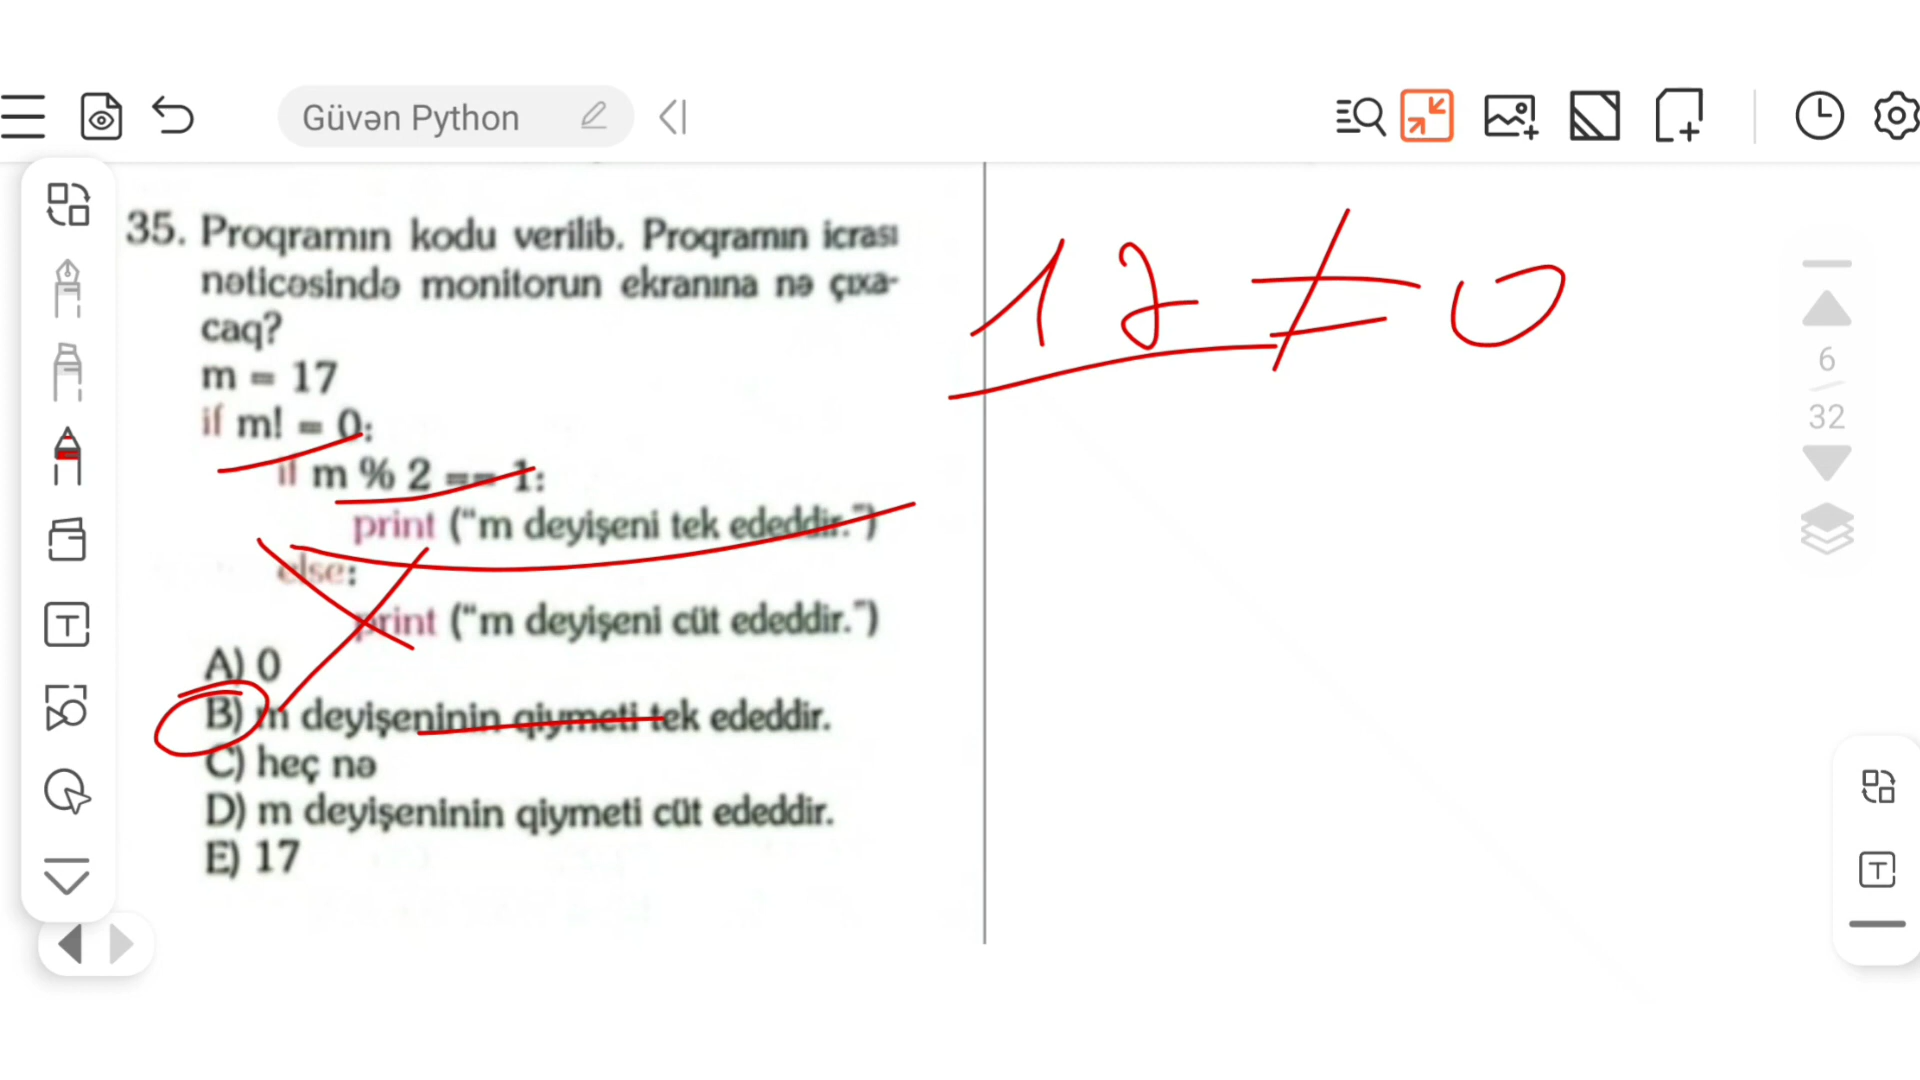 Güvən Python
35. Proqramın kodu verilib. Proqramın icrası
nəticəsində monitorun ekranına nə çıxa-
caq?
m = 17
if m! = 0:
if m % 2 == 1:
print (“m deyişeni tek ededdir.”)
else:
print (“m deyişeni cüt ededdir.”)
A) 0
B) m deyişeninin qiymeti tek ededdir.
C) heç nə
D) m deyişeninin qiymeti cüt ededdir.
E) 17
17 ≠ 0
6
32